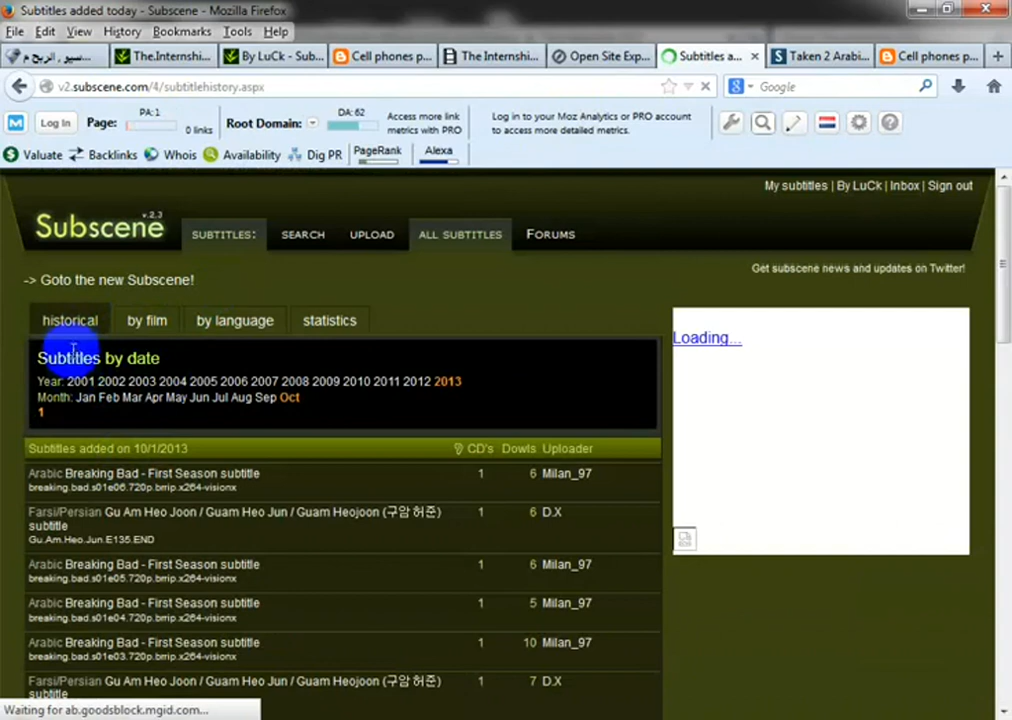 Subtitles added today - Subscene - Mozilla Firefox
File Edit View History Bookmarks Tools Help
The.Internshi... By LuCk - Sub... Cell phones p... The Internshi... Open Site Exp... Subtitles a... Taken 2 Arabi... Cell phones p...
v2.subscene.com/4/subtitlehistory.aspx Google
M Log In Page: PA: 1 0 links Root Domain: DA: 62 Access more link metrics with PRO Log in to your Moz Analytics or PRO account to access more detailed metrics.
Valuate Backlinks Whois Availability Dig PR PageRank Alexa
My subtitles | By LuCk | Inbox | Sign out
Subscene v.2.3 SUBTITLES: SEARCH UPLOAD ALL SUBTITLES FORUMS
Get subscene news and updates on Twitter!
-> Goto the new Subscene!
historical by film by language statistics
Loading...
Subtitles by date
Year: 2001 2002 2003 2004 2005 2006 2007 2008 2009 2010 2011 2012 2013
Month: Jan Feb Mar Apr May Jun Jul Aug Sep Oct
1
Subtitles added on 10/1/2013 CD's Dowls Uploader
Arabic Breaking Bad - First Season subtitle 1 6 Milan_97
breaking.bad.s01e06.720p.brrip.x264-visionx
Farsi/Persian Gu Am Heo Joon / Guam Heo Jun / Guam Heojoon (구암 허준) 1 6 D.X
subtitle
Gu.Am.Heo.Jun.E135.END
Arabic Breaking Bad - First Season subtitle 1 6 Milan_97
breaking.bad.s01e05.720p.brrip.x264-visionx
Arabic Breaking Bad - First Season subtitle 1 5 Milan_97
breaking.bad.s01e04.720p.brrip.x264-visionx
Arabic Breaking Bad - First Season subtitle 1 10 Milan_97
breaking.bad.s01e03.720p.brrip.x264-visionx
Farsi/Persian Gu Am Heo Joon / Guam Heo Jun / Guam Heojoon (구암 허준) 1 7 D.X
subtitle
Waiting for ab.goodsblock.mgid.com...